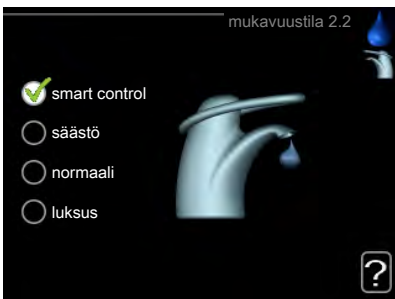 mukavuustila 2.2
smart control
säästö
normaali
luksus
?